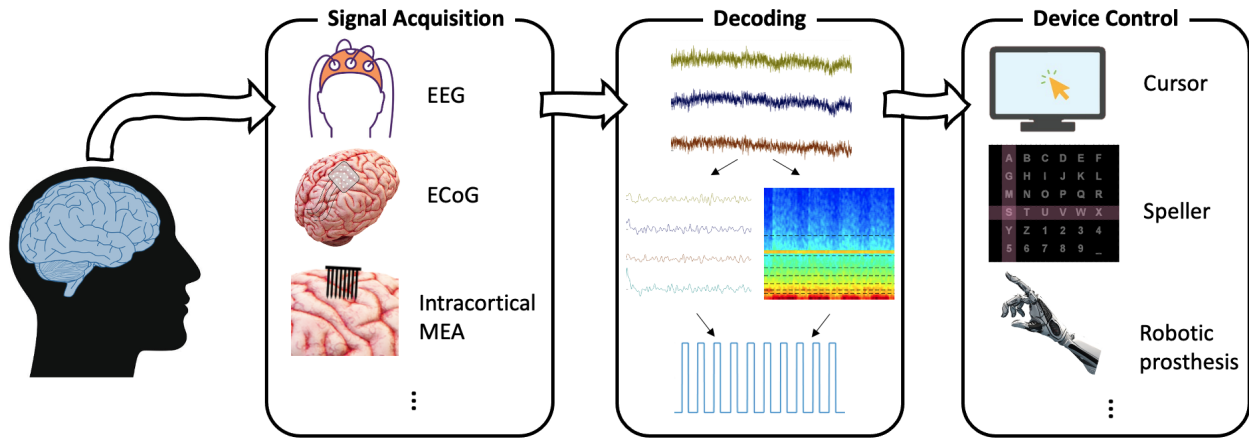 Signal Acquisition
EEG
ECoG
Intracortical
MEA
Decoding
Device Control
Cursor
A B C D E F
G H I J K L
M N O P Q R
S T U V W X
Y Z 1 2 3 4
5 6 7 8 9 _
Speller
Robotic
prosthesis